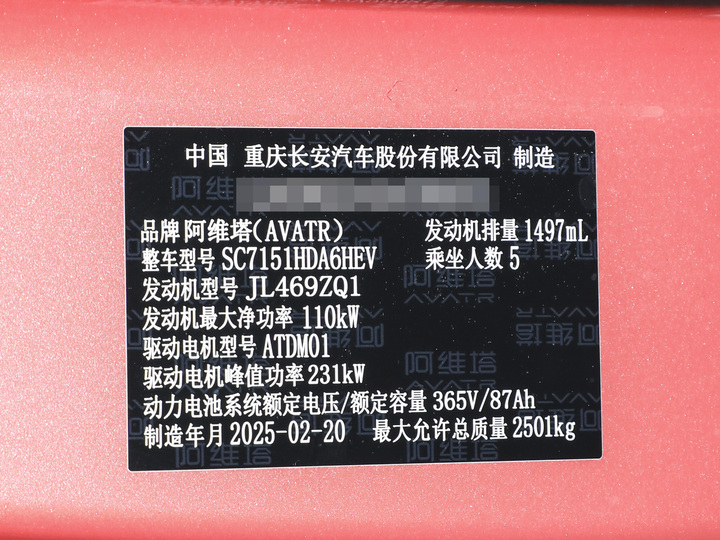 中国 重庆长安汽车股份有限公司 制造
品牌 阿维塔(AVATR) 发动机排量 1497mL
整车型号 SC7151HDA6HEV 乘坐人数 5
发动机型号 JL469ZQ1
发动机最大净功率 110kW
驱动电机型号 ATDM01
驱动电机峰值功率 231kW
动力电池系统额定电压/额定容量 365V/87Ah
制造年月 2025-02-20 最大允许总质量 2501kg